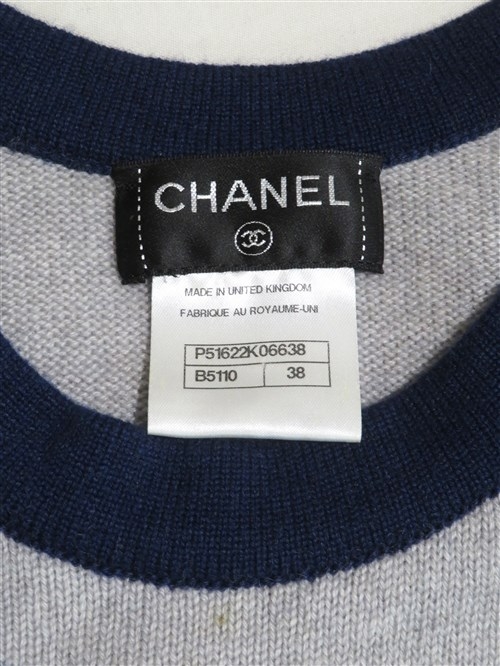 CHANEL
MADE IN UNITED KINGDOM
FABRIQUE AU ROYAUME-UNI
P51622K06638
B5110 38